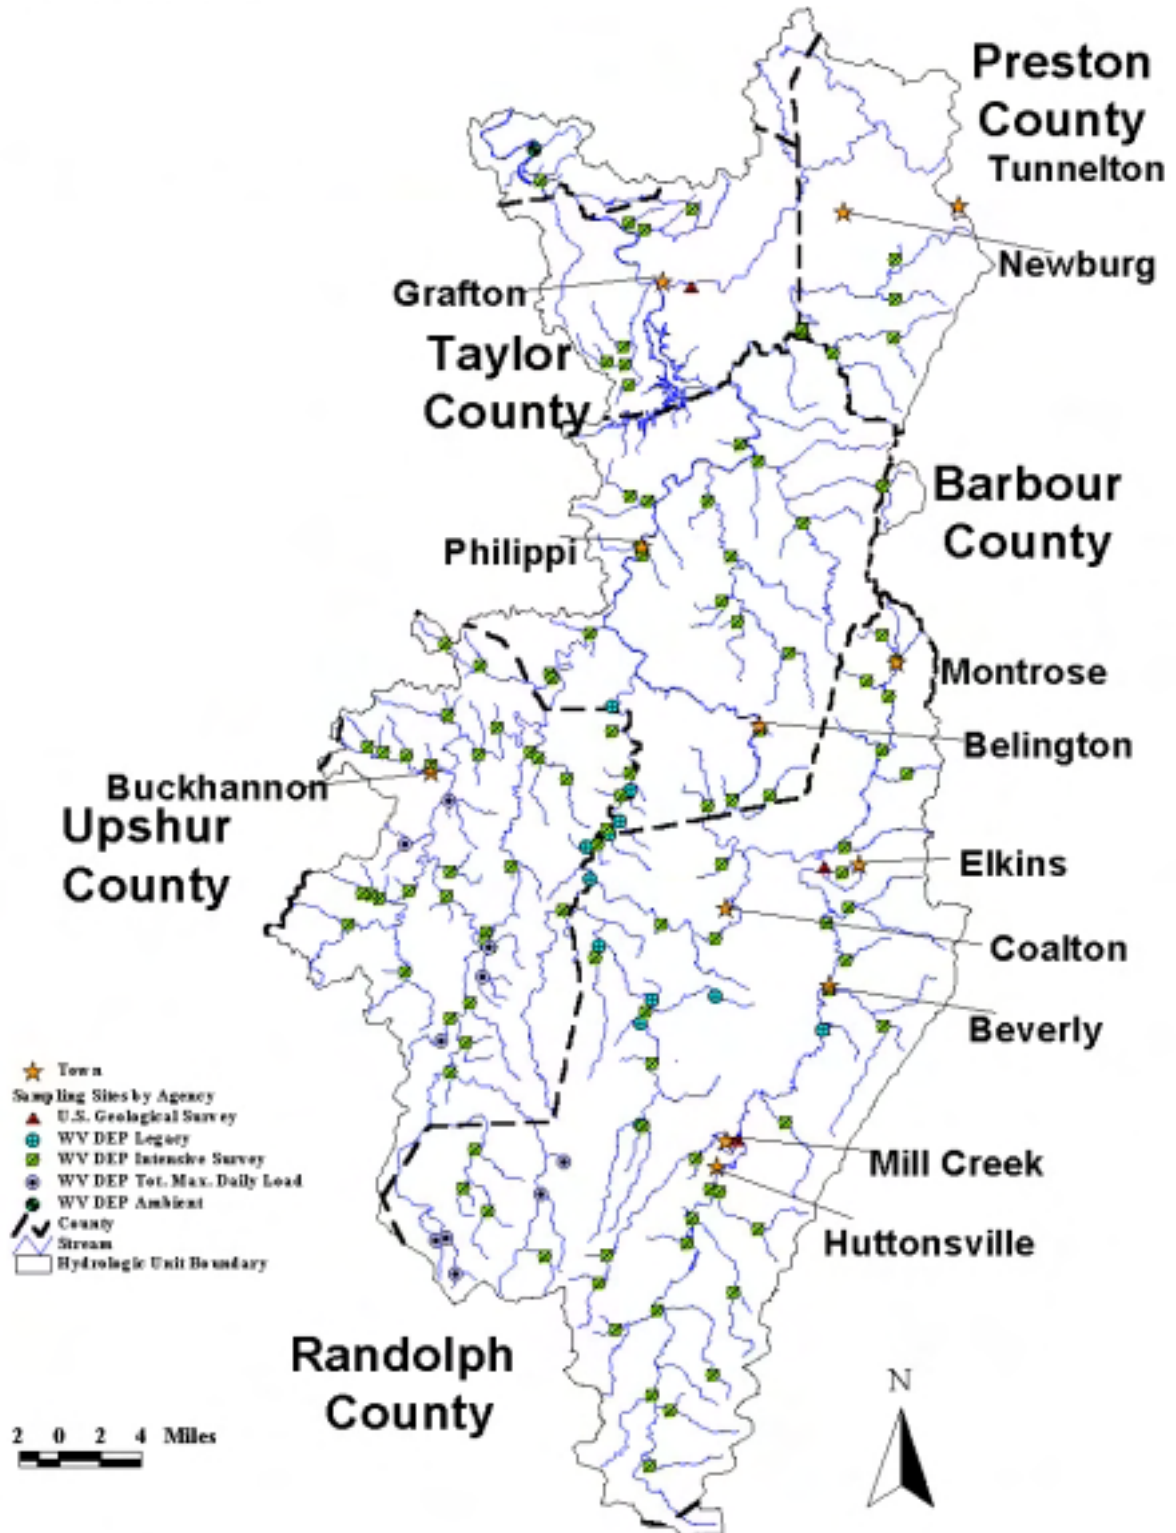 Preston
County
Tunnelton
Newburg
Grafton
Taylor
County
Barbour
County
Philippi
Montrose
Belington
Buckhannon
Upshur
County
Elkins
Coalton
Beverly
Town
Sampling Sites by Agency
U.S. Geological Survey
WV DEP Legacy
WV DEP Intensive Survey
WV DEP Tot. Max. Daily Load
WV DEP Ambient
County
Stream
Hydrologic Unit Boundary
Mill Creek
Huttonsville
Randolph
County
N
2 0 2 4 Miles